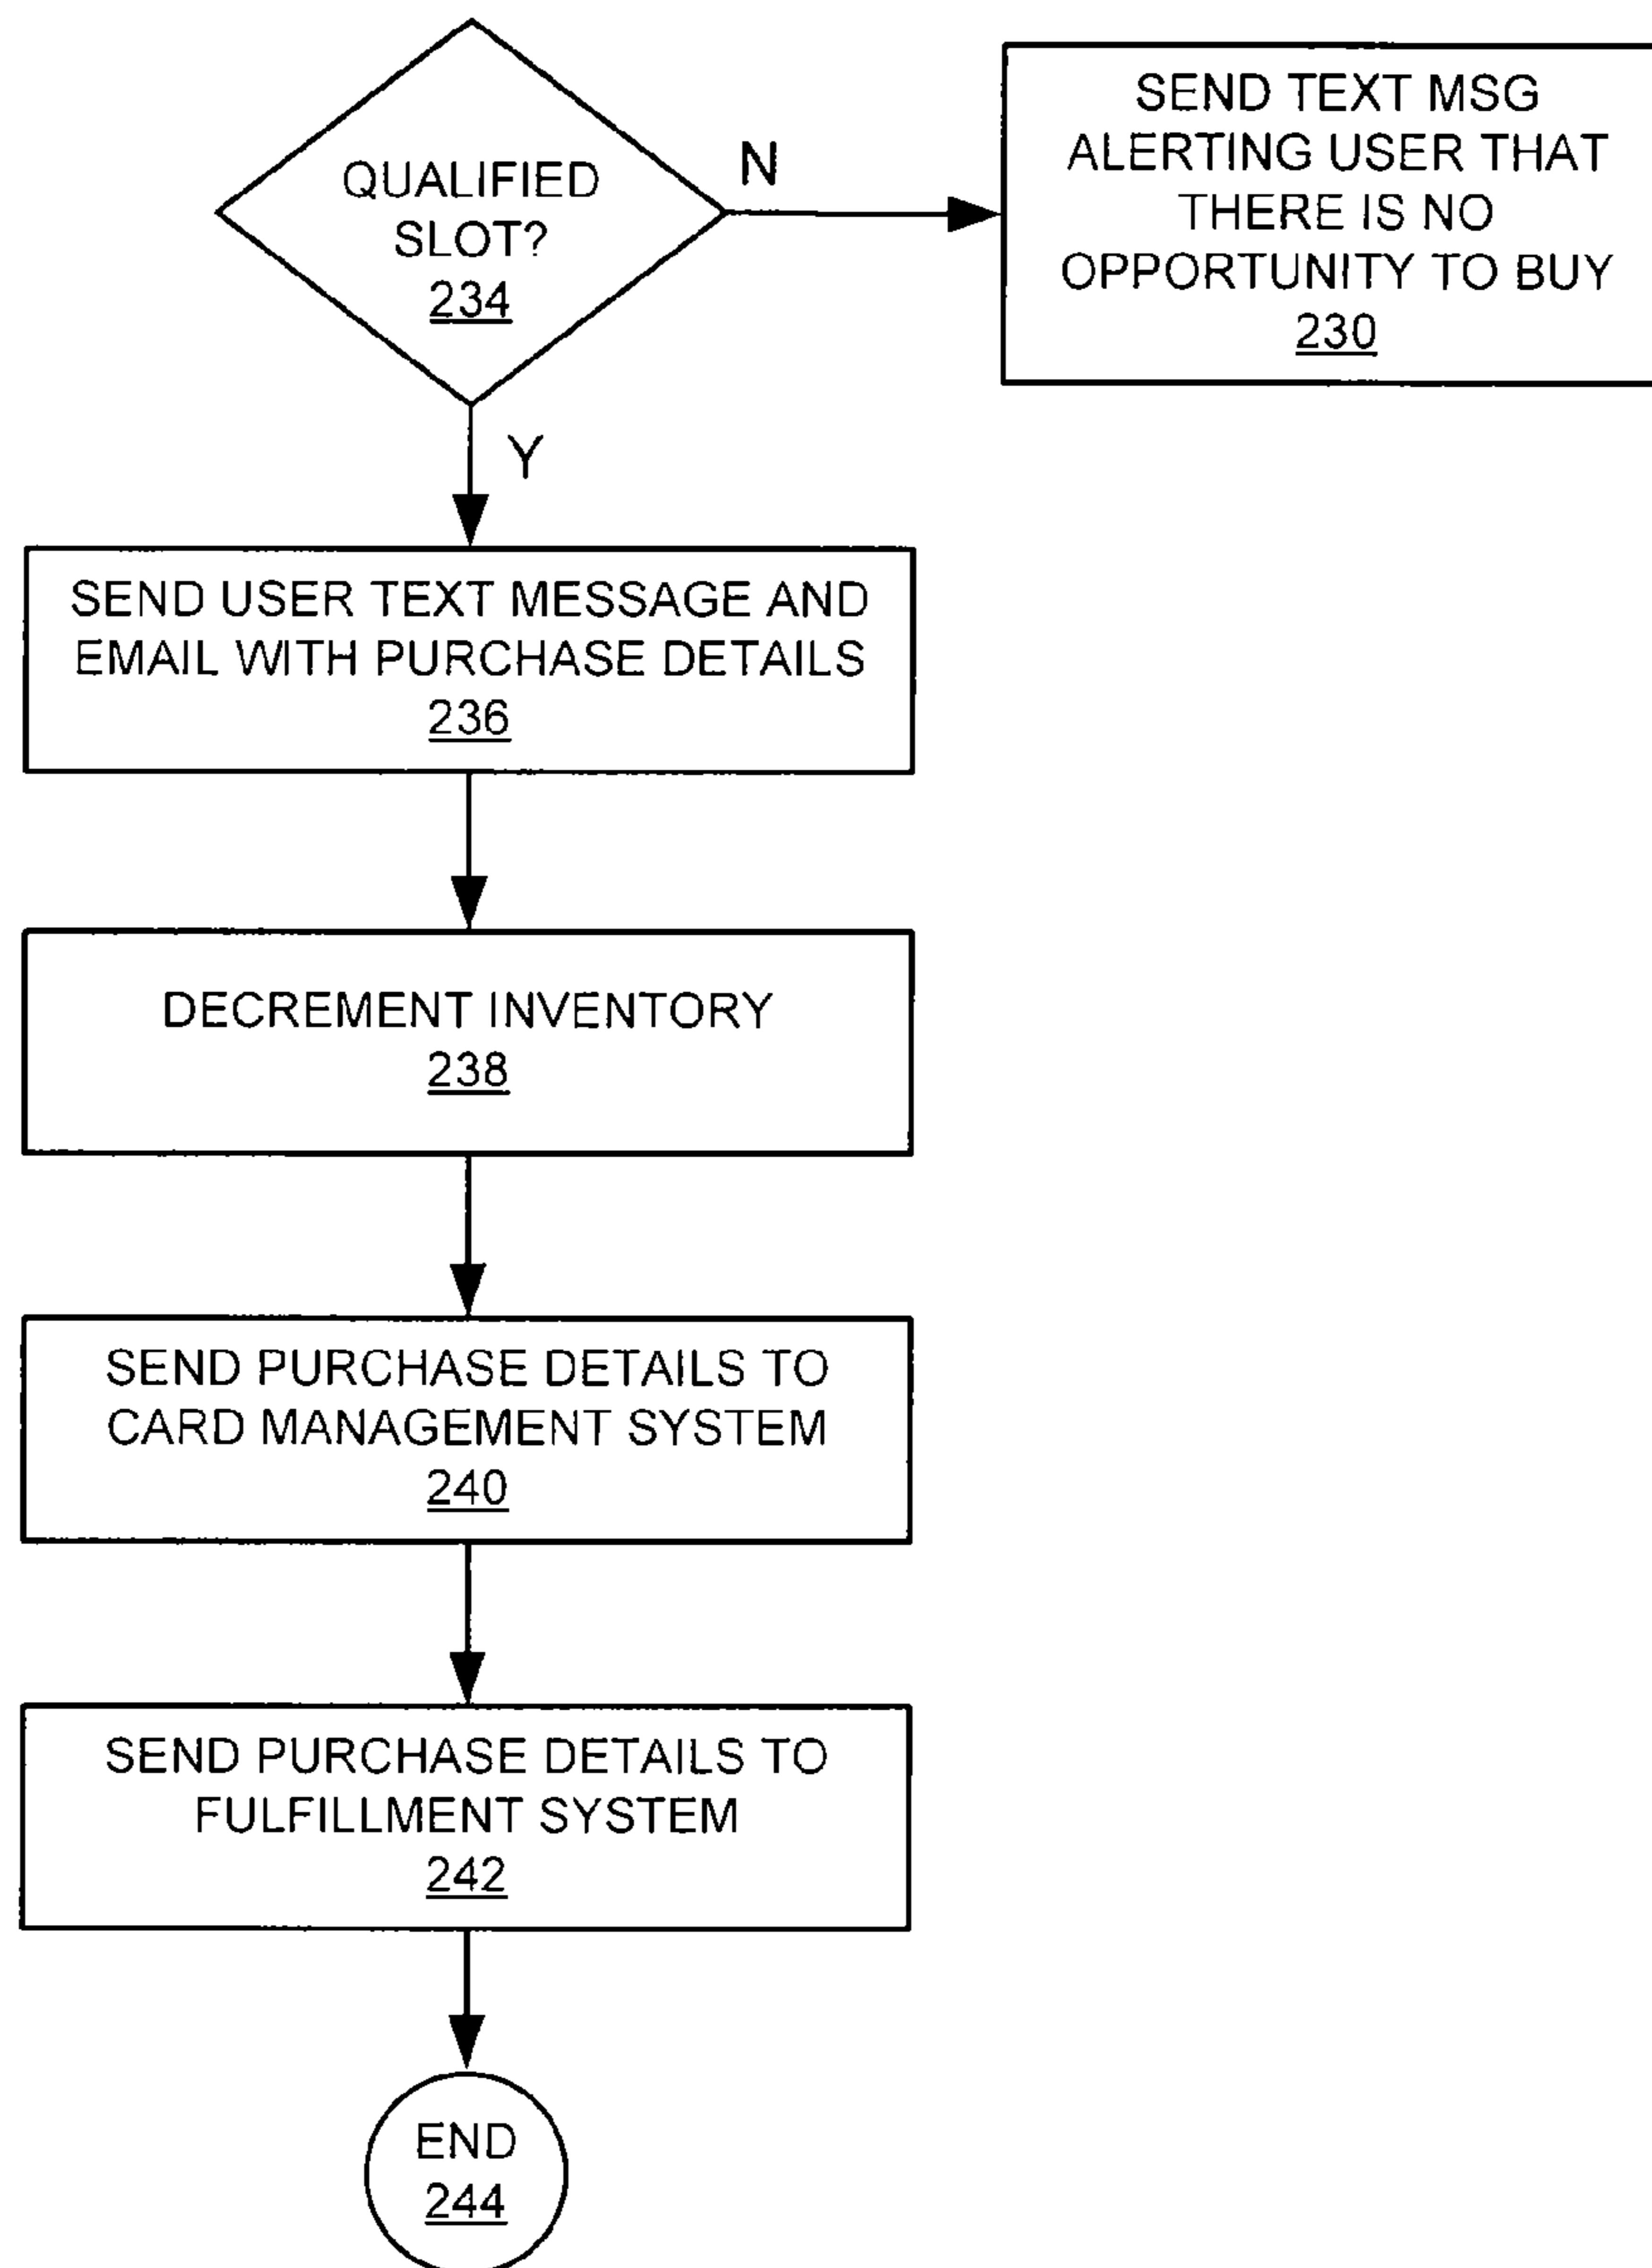 QUALIFIED
SLOT?
234
N
SEND TEXT MSG
ALERTING USER THAT
THERE IS NO
OPPORTUNITY TO BUY
230
Y
SEND USER TEXT MESSAGE AND
EMAIL WITH PURCHASE DETAILS
236
DECREMENT INVENTORY
238
SEND PURCHASE DETAILS TO
CARD MANAGEMENT SYSTEM
240
SEND PURCHASE DETAILS TO
FULFILLMENT SYSTEM
242
END
244